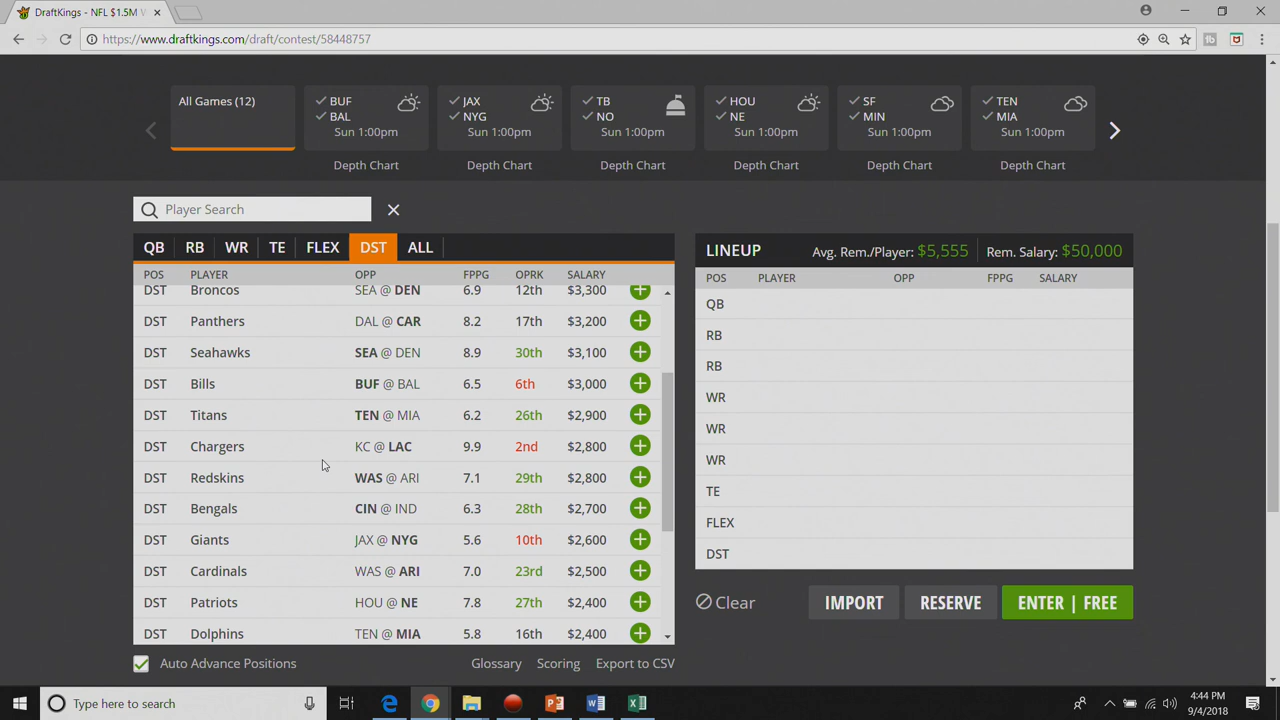 DraftKings - NFL $1.5M W
https://www.draftkings.com/draft/contest/58448757
All Games (12)
BUF
BAL
Sun 1:00pm
JAX
NYG
Sun 1:00pm
TB
NO
Sun 1:00pm
HOU
NE
Sun 1:00pm
SF
MIN
Sun 1:00pm
TEN
MIA
Sun 1:00pm
Depth Chart Depth Chart Depth Chart Depth Chart Depth Chart Depth Chart
Player Search
QB RB WR TE FLEX DST ALL
POS PLAYER OPP FPPG OPRK SALARY
DST Broncos SEA @ DEN 6.9 12th $3,300
DST Panthers DAL @ CAR 8.2 17th $3,200
DST Seahawks SEA @ DEN 8.9 30th $3,100
DST Bills BUF @ BAL 6.5 6th $3,000
DST Titans TEN @ MIA 6.2 26th $2,900
DST Chargers KC @ LAC 9.9 2nd $2,800
DST Redskins WAS @ ARI 7.1 29th $2,800
DST Bengals CIN @ IND 6.3 28th $2,700
DST Giants JAX @ NYG 5.6 10th $2,600
DST Cardinals WAS @ ARI 7.0 23rd $2,500
DST Patriots HOU @ NE 7.8 27th $2,400
DST Dolphins TEN @ MIA 5.8 16th $2,400
Auto Advance Positions Glossary Scoring Export to CSV
LINEUP Avg. Rem./Player: $5,555 Rem. Salary: $50,000
POS PLAYER OPP FPPG SALARY
QB
RB
RB
WR
WR
WR
TE
FLEX
DST
Clear IMPORT RESERVE ENTER | FREE
Type here to search
4:44 PM
9/4/2018